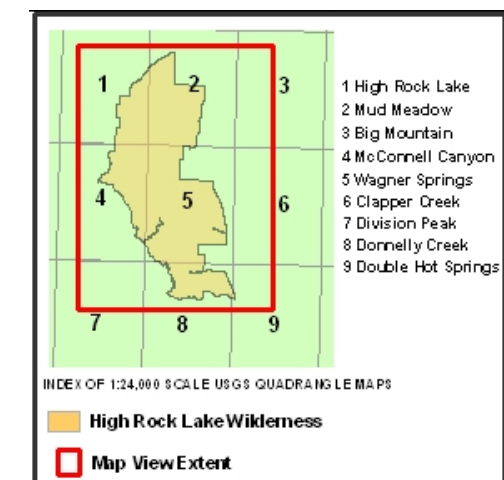 1 2 3
4 5 6
7 8 9
1 High Rock Lake
2 Mud Meadow
3 Big Mountain
4 McConnell Canyon
5 Wagner Springs
6 Clapper Creek
7 Division Peak
8 Donnelly Creek
9 Double Hot Springs
INDEX OF 1:24,000 SCALE USGS QUADRANGLE MAPS
High Rock Lake Wilderness
Map View Extent